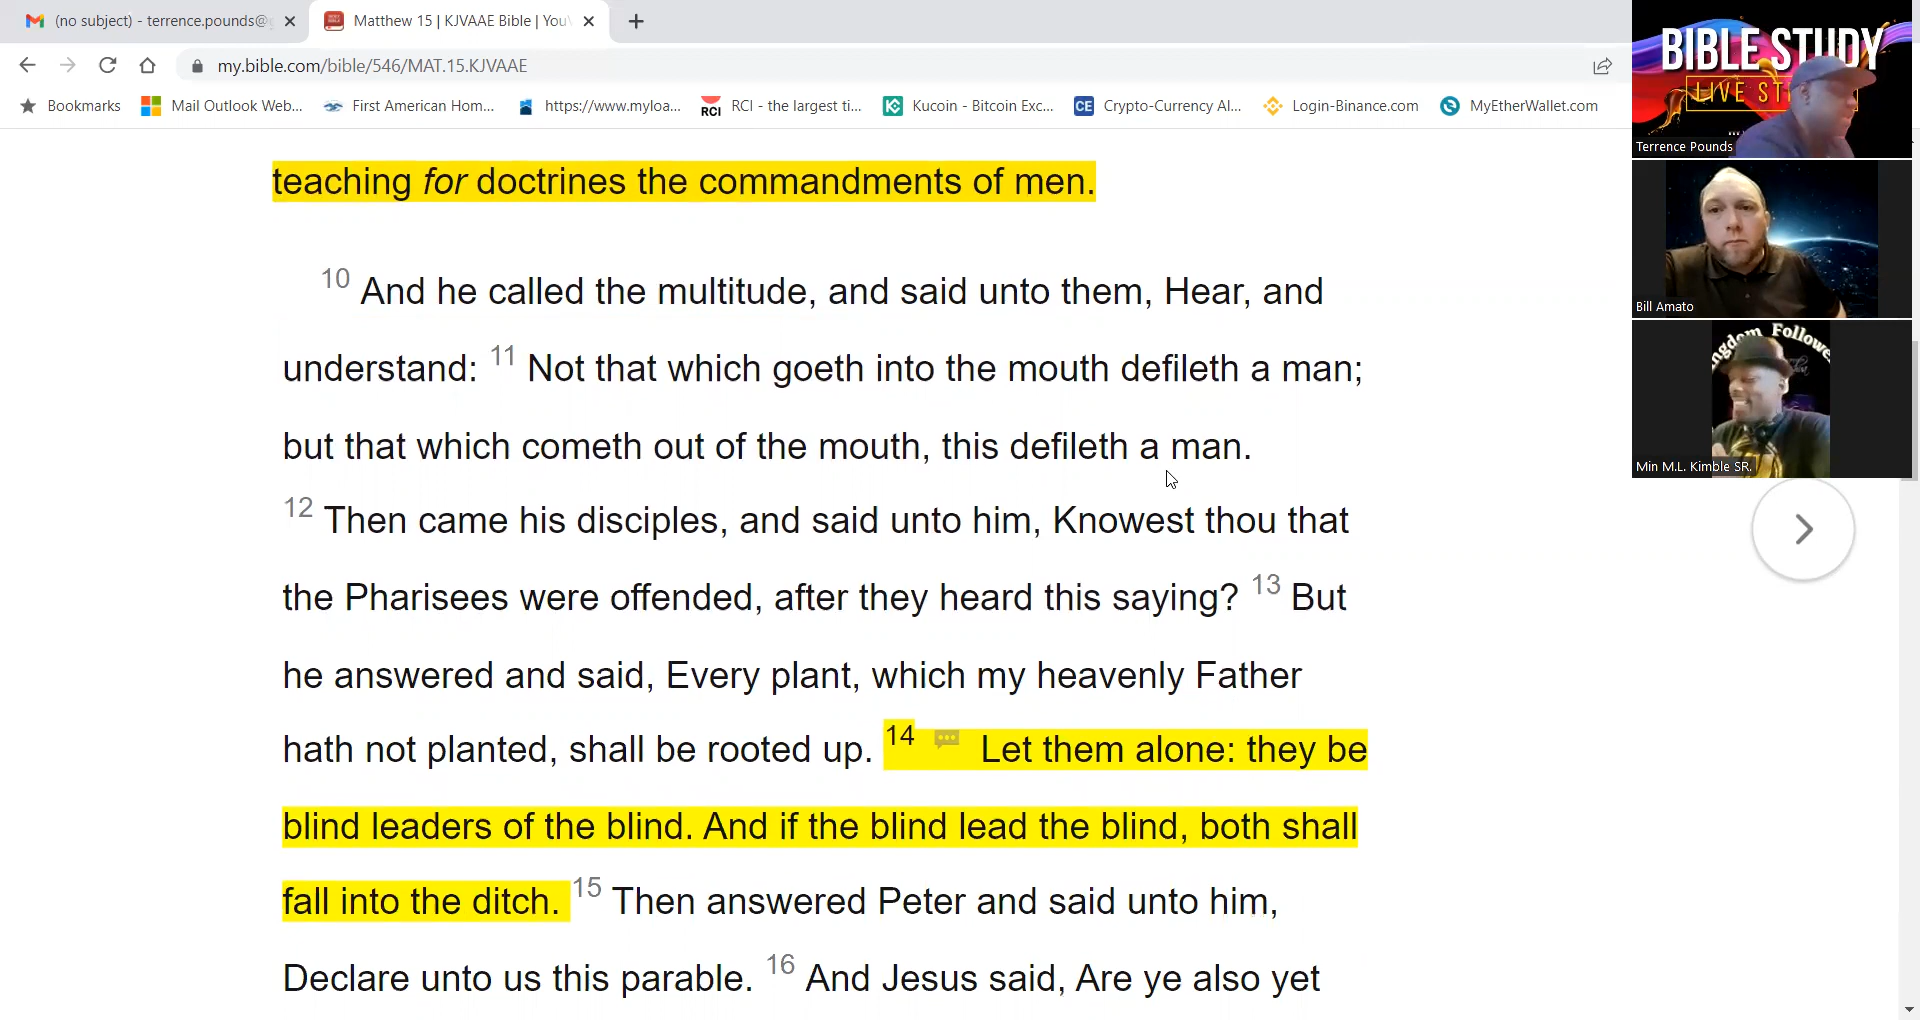 (no subject) - terrence.pounds@g
Matthew 15 | KJVAAE Bible | YouV
my.bible.com/bible/546/MAT.15.KJVAAE
Bookmarks
Mail Outlook Web...
First American Hom...
https://www.myloa...
RCI
RCI - the largest ti...
Kucoin - Bitcoin Exc...
CE
Crypto-Currency Al...
Login-Binance.com
MyEtherWallet.com
teaching for doctrines the commandments of men.
10 And he called the multitude, and said unto them, Hear, and
understand: 11 Not that which goeth into the mouth defileth a man;
but that which cometh out of the mouth, this defileth a man.
12 Then came his disciples, and said unto him, Knowest thou that
the Pharisees were offended, after they heard this saying? 13 But
he answered and said, Every plant, which my heavenly Father
hath not planted, shall be rooted up. 14 Let them alone: they be
blind leaders of the blind. And if the blind lead the blind, both shall
fall into the ditch. 15 Then answered Peter and said unto him,
Declare unto us this parable. 16 And Jesus said, Are ye also yet
BIBLE STUDY
LIVE ST
Terrence Pounds
Bill Amato
ngdom Followe
Min M.L. Kimble SR.